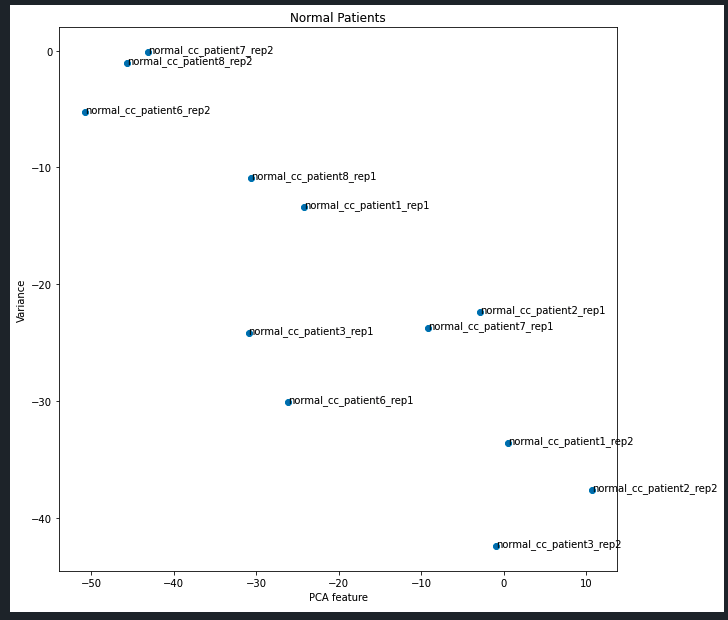 Normal Patients
0
normal_cc_patient7_rep2
normal_cc_patient8_rep2
normal_cc_patient6_rep2
−10
normal_cc_patient8_rep1
normal_cc_patient1_rep1
−20
normal_cc_patient2_rep1
normal_cc_patient7_rep1
normal_cc_patient3_rep1
Variance
−30
normal_cc_patient6_rep1
normal_cc_patient1_rep2
normal_cc_patient2_rep2
−40
normal_cc_patient3_rep2
−50 −40 −30 −20 −10 0 10
PCA feature